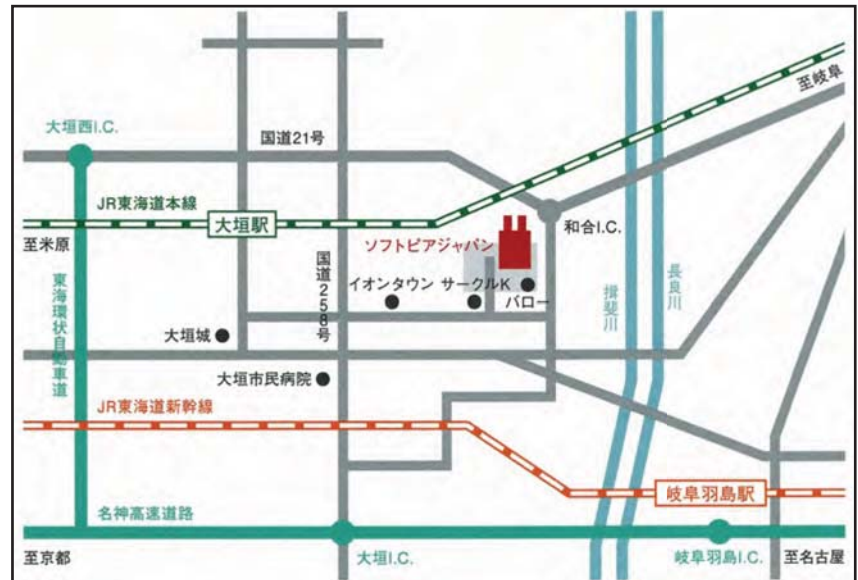 至岐阜
大垣西I.C.
国道21号
JR東海道本線
大垣駅
至米原
ソフトピアジャパン
和合I.C.
東海環状自動車道
国道258号
イオンタウン
サークルK
バロー
揖斐川
長良川
大垣城
大垣市民病院
JR東海道新幹線
岐阜羽島駅
名神高速道路
至京都
大垣I.C.
岐阜羽島I.C.
至名古屋